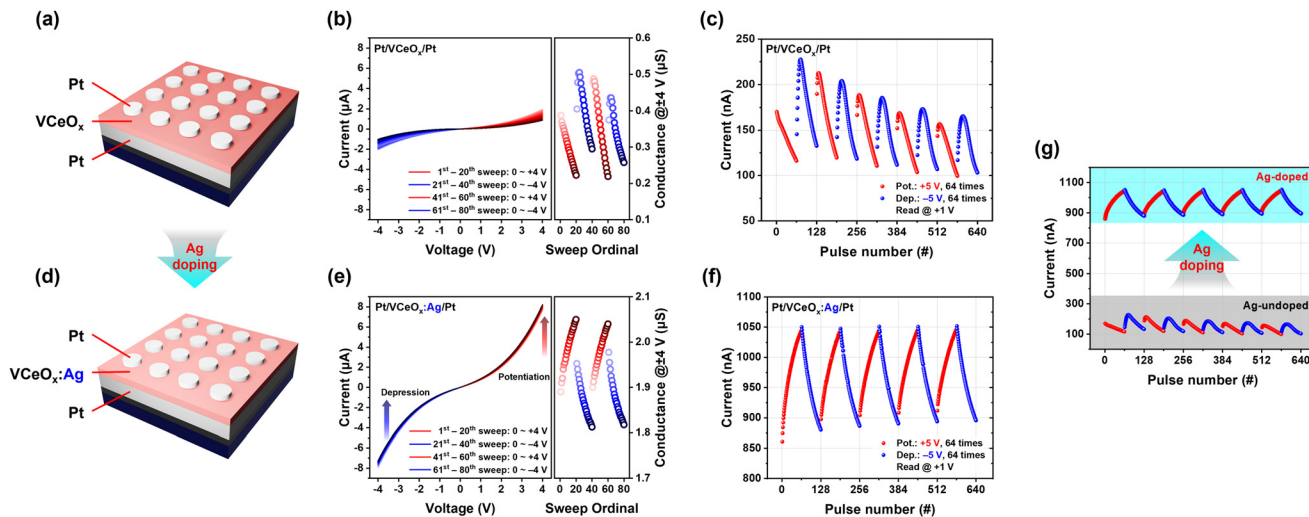 (a)
Pt
VCeOₓ
Pt
Ag
doping
(b)
Pt/VCeOₓ/Pt
8
6
4
2
0
-2
-4
-6
-8
Current (μA)
1st – 20th sweep: 0 ~ +4 V
21st – 40th sweep: 0 ~ –4 V
41st – 60th sweep: 0 ~ +4 V
61st – 80th sweep: 0 ~ –4 V
-4 -3 -2 -1 0 1 2 3 4
Voltage (V)
0.6
0.5
0.4
0.3
0.2
0.1
Conductance @±4 V (μS)
0 20 40 60 80
Sweep Ordinal
(c)
Pt/VCeOₓ/Pt
250
225
200
175
150
125
100
75
50
Current (nA)
Pot.: +5 V, 64 times
Dep.: –5 V, 64 times
Read @ +1 V
0 128 256 384 512 640
Pulse number (#)
(d)
Pt
VCeOₓ:Ag
Pt
(e)
Pt/VCeOₓ:Ag/Pt
8
6
4
2
0
-2
-4
-6
-8
Current (μA)
Depression
Potentiation
1st – 20th sweep: 0 ~ +4 V
21st – 40th sweep: 0 ~ –4 V
41st – 60th sweep: 0 ~ +4 V
61st – 80th sweep: 0 ~ –4 V
-4 -3 -2 -1 0 1 2 3 4
Voltage (V)
2.1
2.0
1.9
1.8
1.7
Conductance @±4 V (μS)
0 20 40 60 80
Sweep Ordinal
(f)
Pt/VCeOₓ:Ag/Pt
1100
1050
1000
950
900
850
800
Current (nA)
Pot.: +5 V, 64 times
Dep.: –5 V, 64 times
Read @ +1 V
0 128 256 384 512 640
Pulse number (#)
(g)
Ag-doped
1100
900
700
500
300
100
Current (nA)
Ag
doping
Ag-undoped
0 128 256 384 512 640
Pulse number (#)